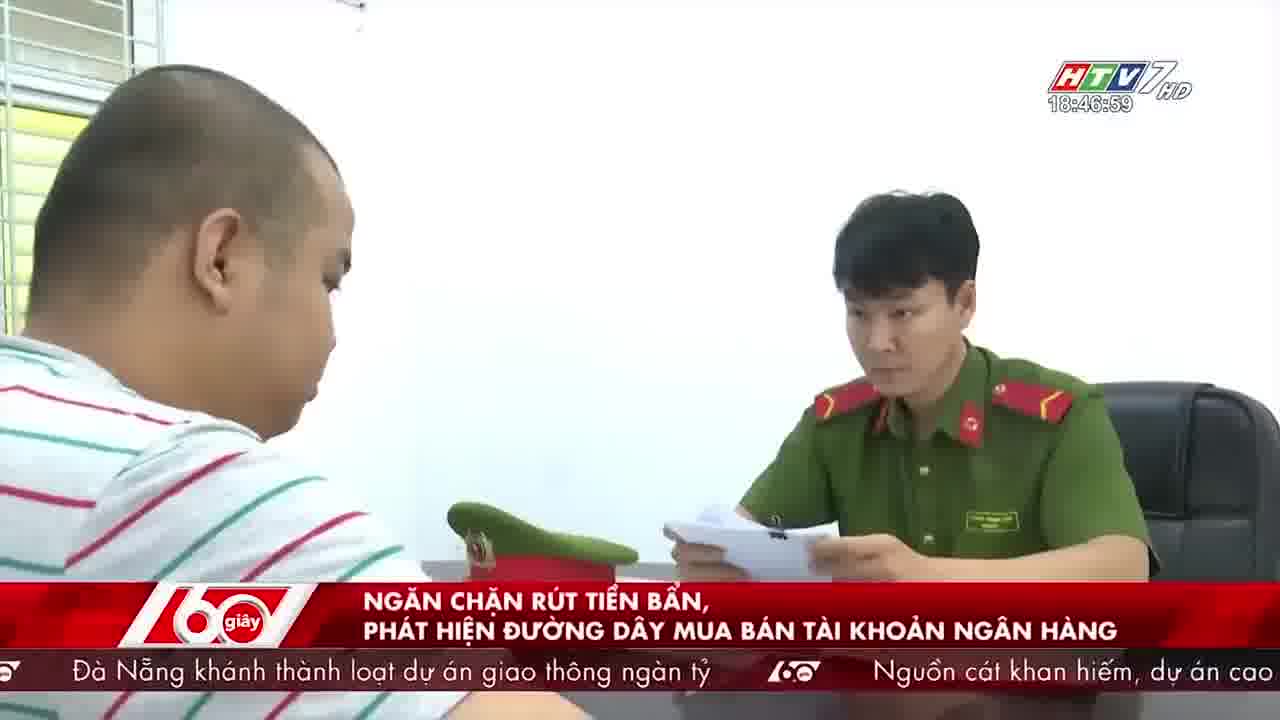 HTV7 HD
18:46:59
60 giây
NGĂN CHẶN RÚT TIỀN BẨN,
PHÁT HIỆN ĐƯỜNG DÂY MUA BÁN TÀI KHOẢN NGÂN HÀNG
Đà Nẵng khánh thành loạt dự án giao thông ngàn tỷ
Nguồn cát khan hiếm, dự án cao